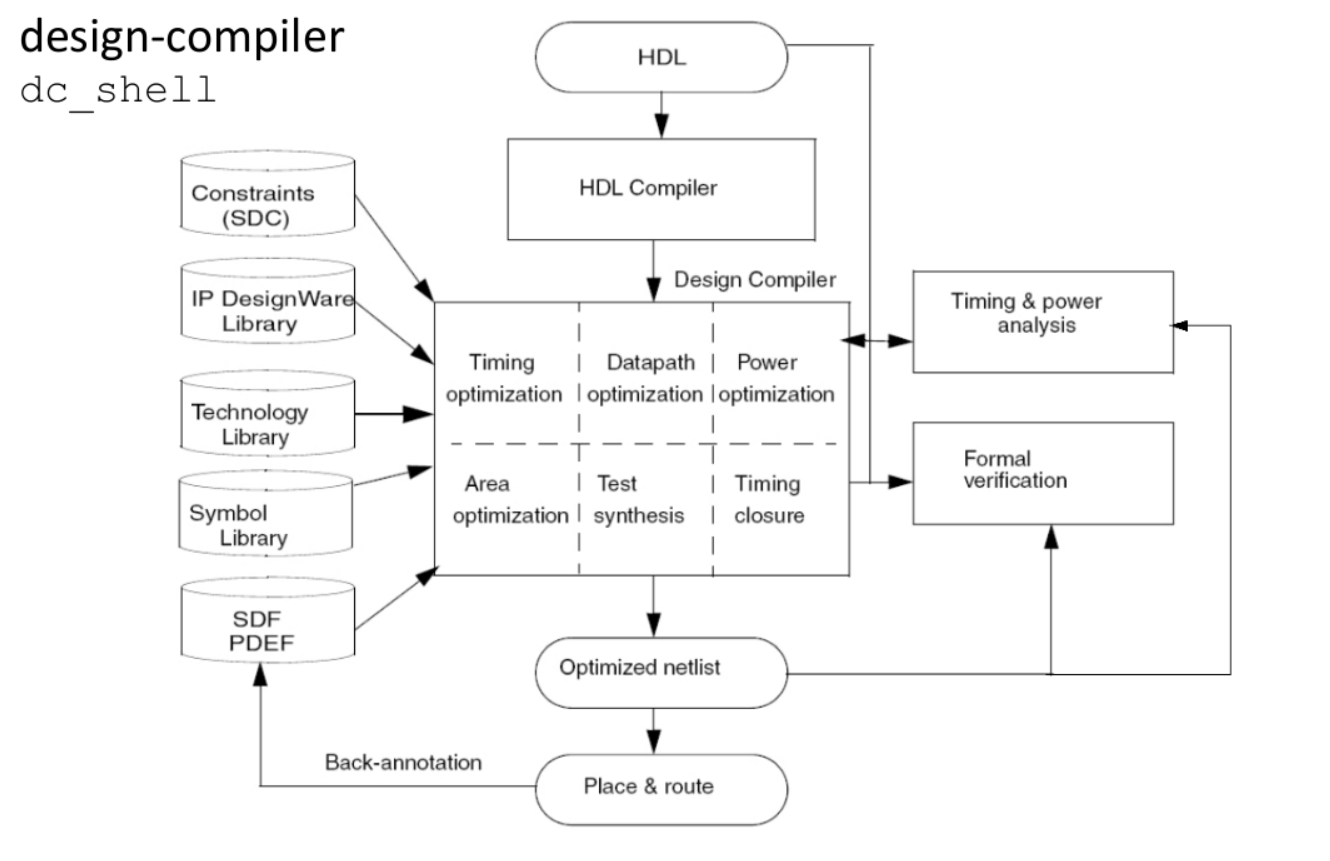 design-compiler
dc_shell
HDL
HDL Compiler
Design Compiler
Constraints
(SDC)
IP DesignWare
Library
Technology
Library
Symbol
Library
SDF
PDEF
Timing
optimization
Datapath
optimization
Power
optimization
Area
optimization
Test
synthesis
Timing
closure
Timing & power
analysis
Formal
verification
Optimized netlist
Back-annotation
Place & route